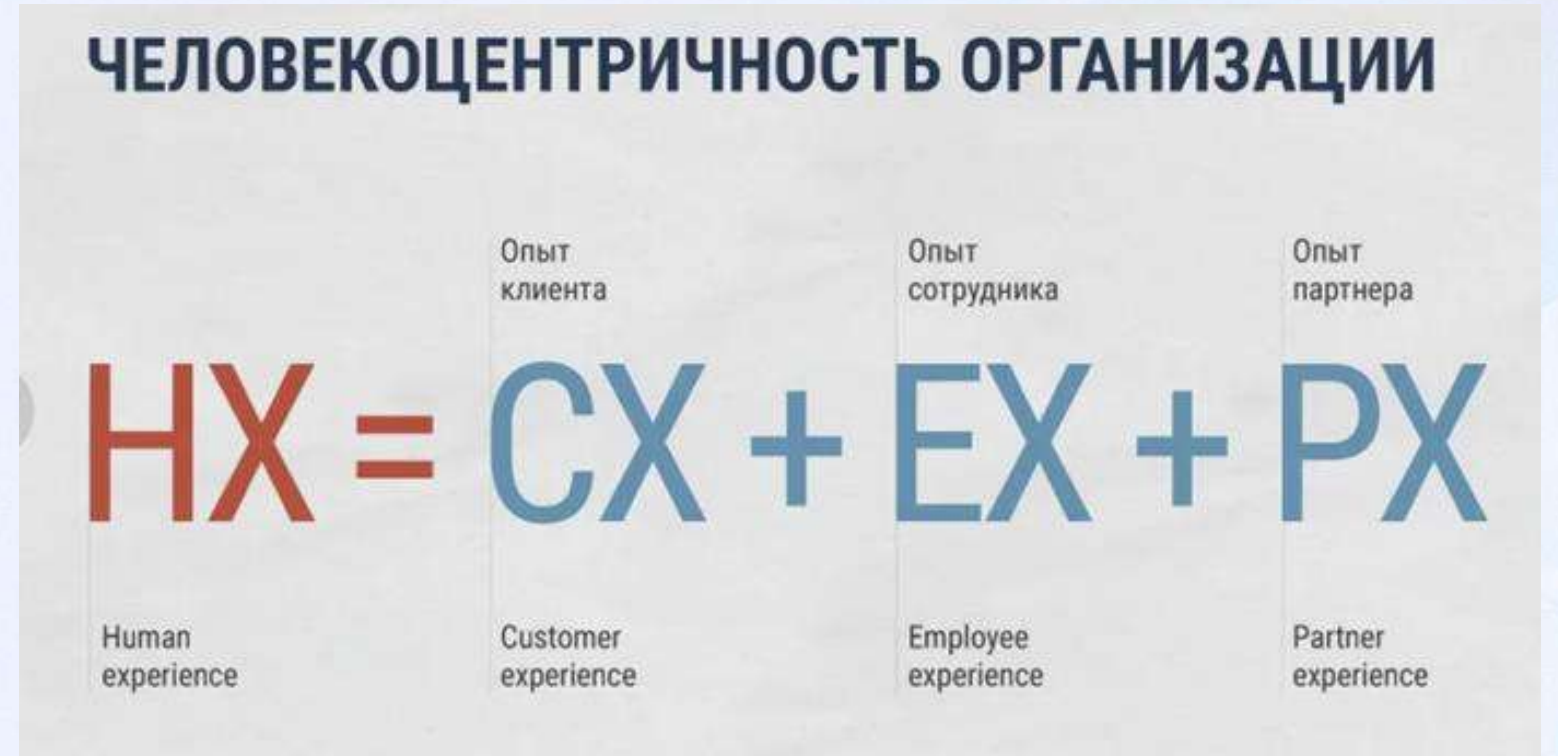 ЧЕЛОВЕКОЦЕНТРИЧНОСТЬ ОРГАНИЗАЦИИ
Опыт
клиента
Опыт
сотрудника
Опыт
партнера
HX = CX + EX + PX
Human
experience
Customer
experience
Employee
experience
Partner
experience